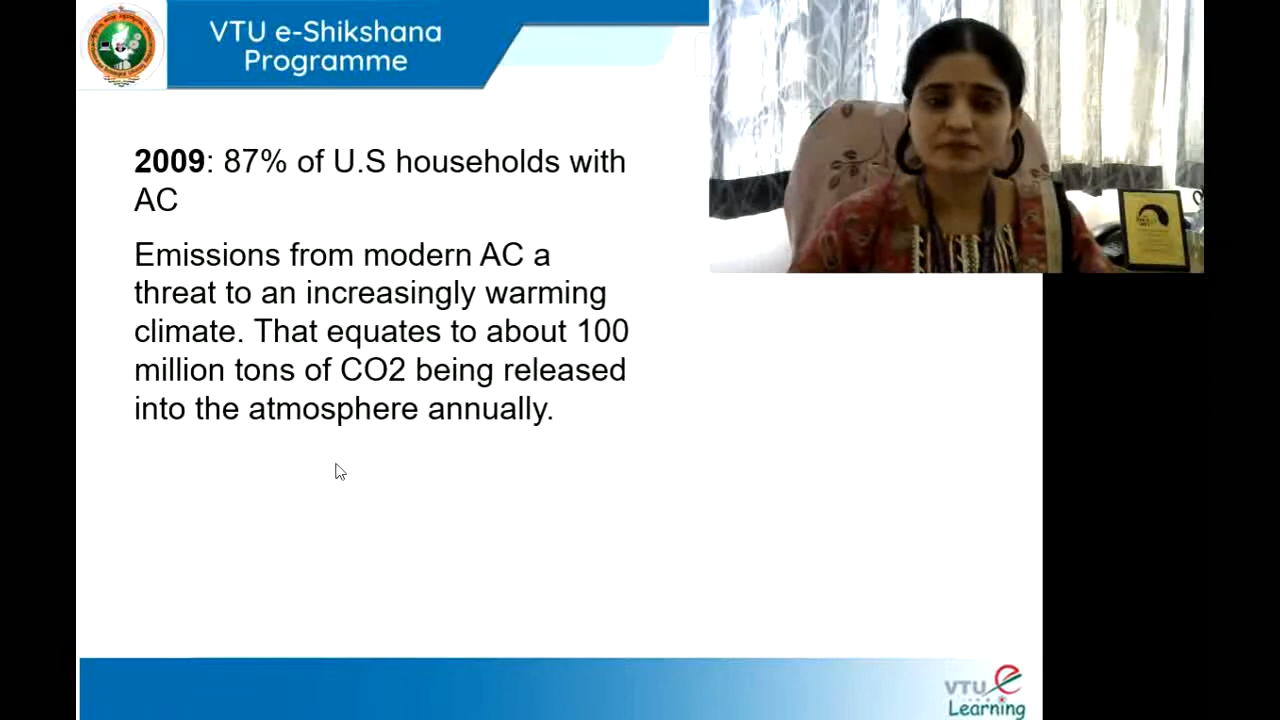 VTU e-Shikshana
Programme
2009: 87% of U.S households with
AC
Emissions from modern AC a
threat to an increasingly warming
climate. That equates to about 100
million tons of CO2 being released
into the atmosphere annually.
VTU
Learning